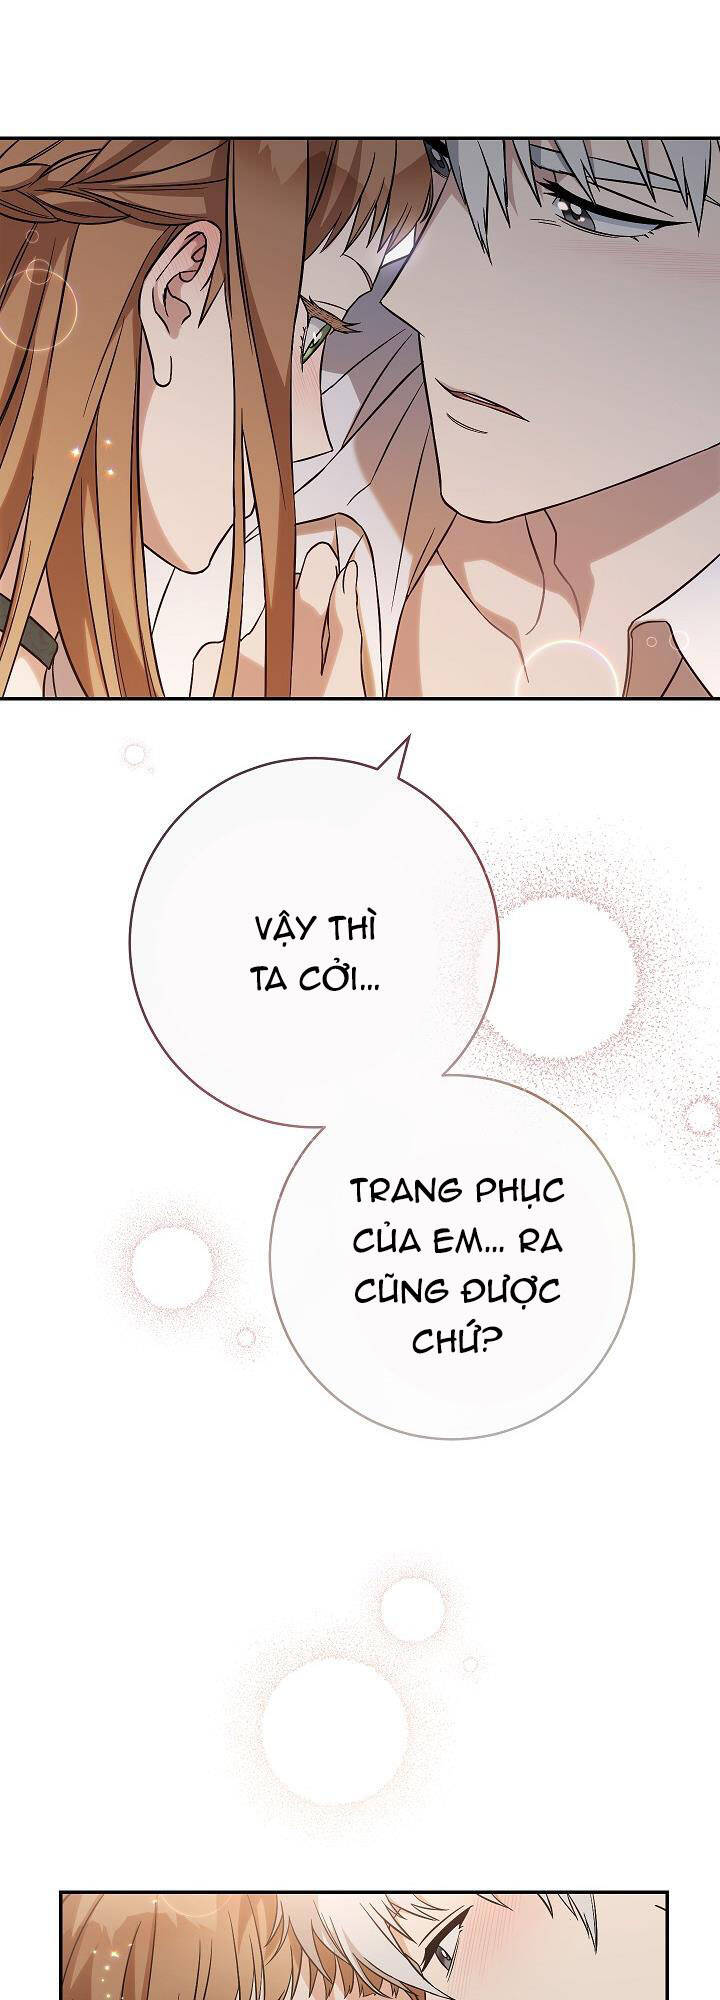 VẬY THÌ
TA CỞI...
TRANG PHỤC
CỦA EM... RA
CŨNG ĐƯỢC
CHỨ?